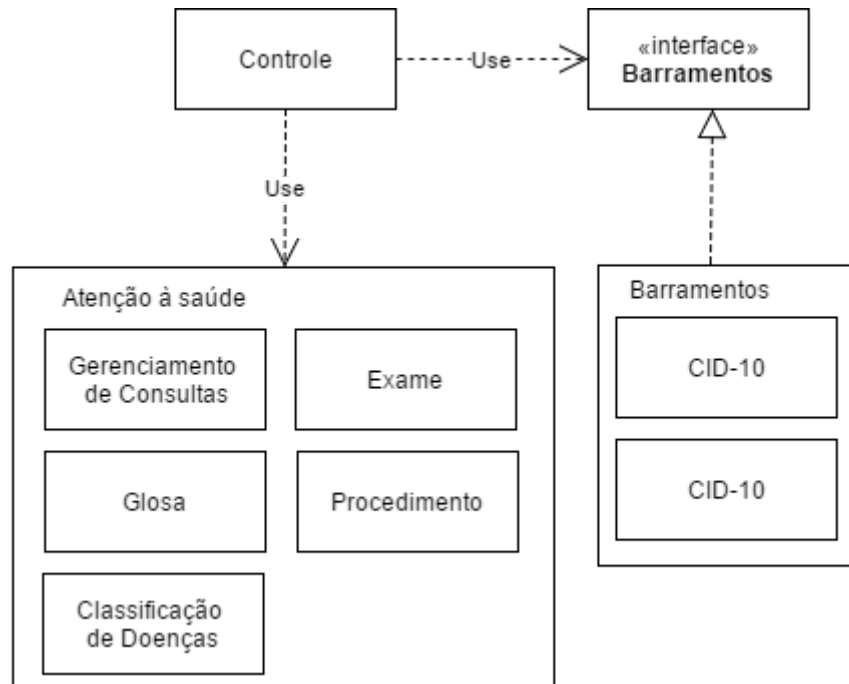 Controle
Use
«interface»
Barramentos
Use
Atenção à saúde
Gerenciamento
de Consultas
Exame
Glosa
Procedimento
Classificação
de Doenças
Barramentos
CID-10
CID-10